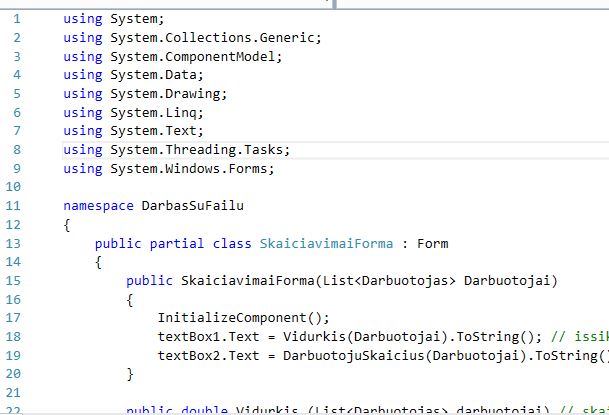 1 using System;
2 using System.Collections.Generic;
3 using System.ComponentModel;
4 using System.Data;
5 using System.Drawing;
6 using System.Linq;
7 using System.Text;
8 using System.Threading.Tasks;
9 using System.Windows.Forms;
10
11 namespace DarbasSuFailu
12 {
13 public partial class SkaiciavimaiForma : Form
14 {
15 public SkaiciavimaiForma(List<Darbuotojas> Darbuotojai)
16 {
17 InitializeComponent();
18 textBox1.Text = Vidurkis(Darbuotojai).ToString(); // issik
19 textBox2.Text = DarbuotojuSkaicius(Darbuotojai).ToString()
20 }
21
22 public double Vidurkis (List<Darbuotojas> darbuotojai) // skai